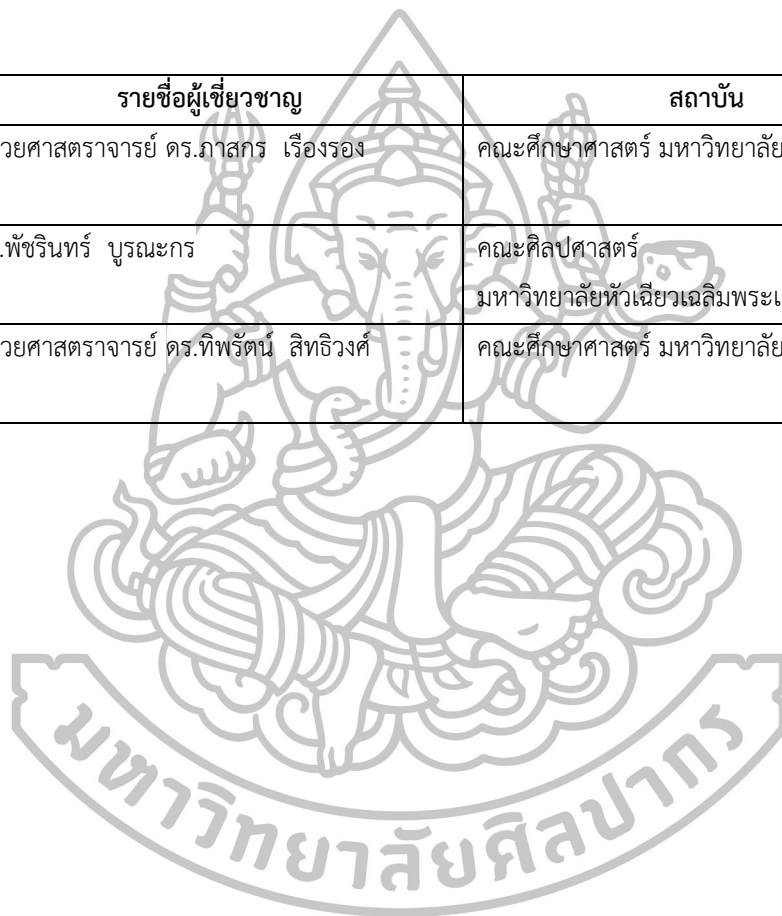 รายชื่อผู้เชี่ยวชาญ สถาบัน
วยศาสตราจารย์ ดร.ภาสกร เรืองรอง คณะศึกษาศาสตร์ มหาวิทยาลัย
.พัชรินทร์ บูรณะกร คณะศิลปศาสตร์
มหาวิทยาลัยหัวเฉียวเฉลิมพระเ
วยศาสตราจารย์ ดร.ทิพรัตน์ สิทธิวงศ์ คณะศึกษาศาสตร์ มหาวิทยาลัย
มหาวิทยาลัยศิลปากร